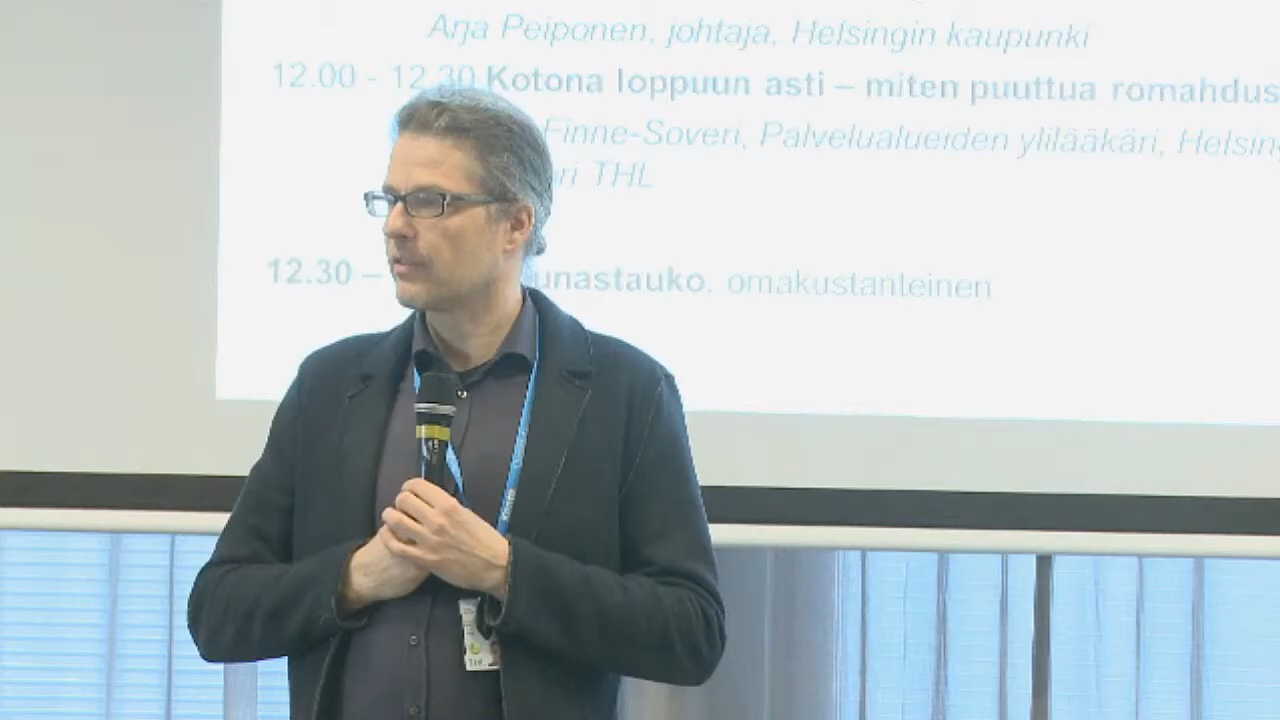 Arja Peiponen, johtaja, Helsingin kaupunki
12.00 - 12.30 Kotona loppuun asti – miten puuttua romahdus
Finne-Soveri, Palvelualueiden ylilääkäri, Helsin
ri THL
12.30 – unastauko, omakustanteinen